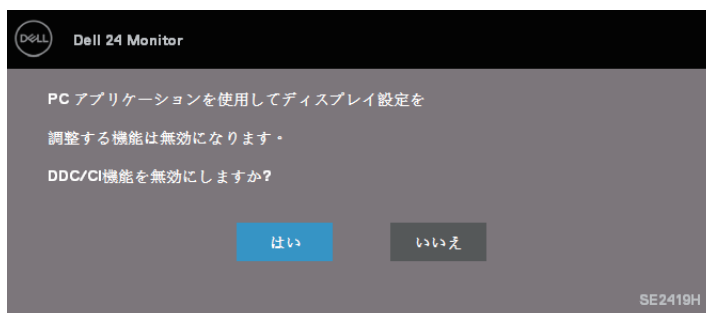 DELL
Dell 24 Monitor
PC アプリケーションを使用してディスプレイ設定を
調整する機能は無効になります。
DDC/CI機能を無効にしますか?
はい
いいえ
SE2419H